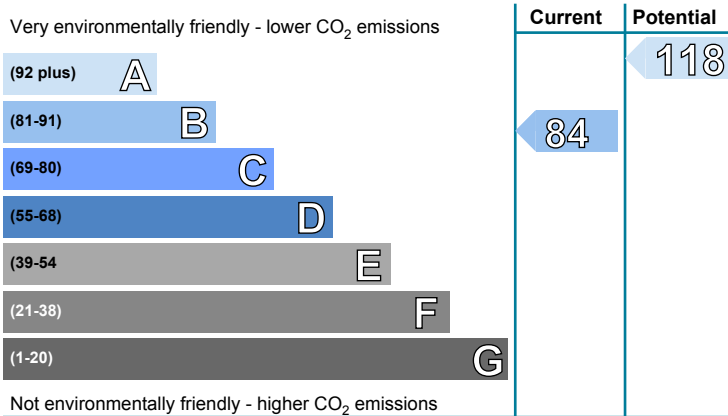 Current Potential
Very environmentally friendly - lower CO₂ emissions
(92 plus) A 118
(81-91) B 84
(69-80) C
(55-68) D
(39-54 E
(21-38) F
(1-20) G
Not environmentally friendly - higher CO₂ emissions